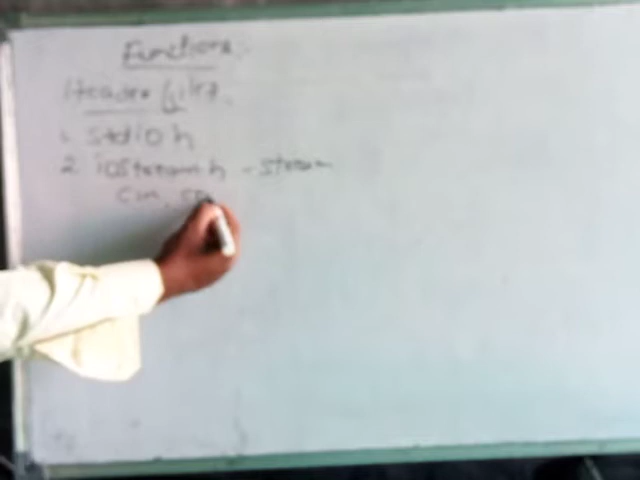 Functions:
Header files.
1. stdio h
2. iostream h - stream
cin,